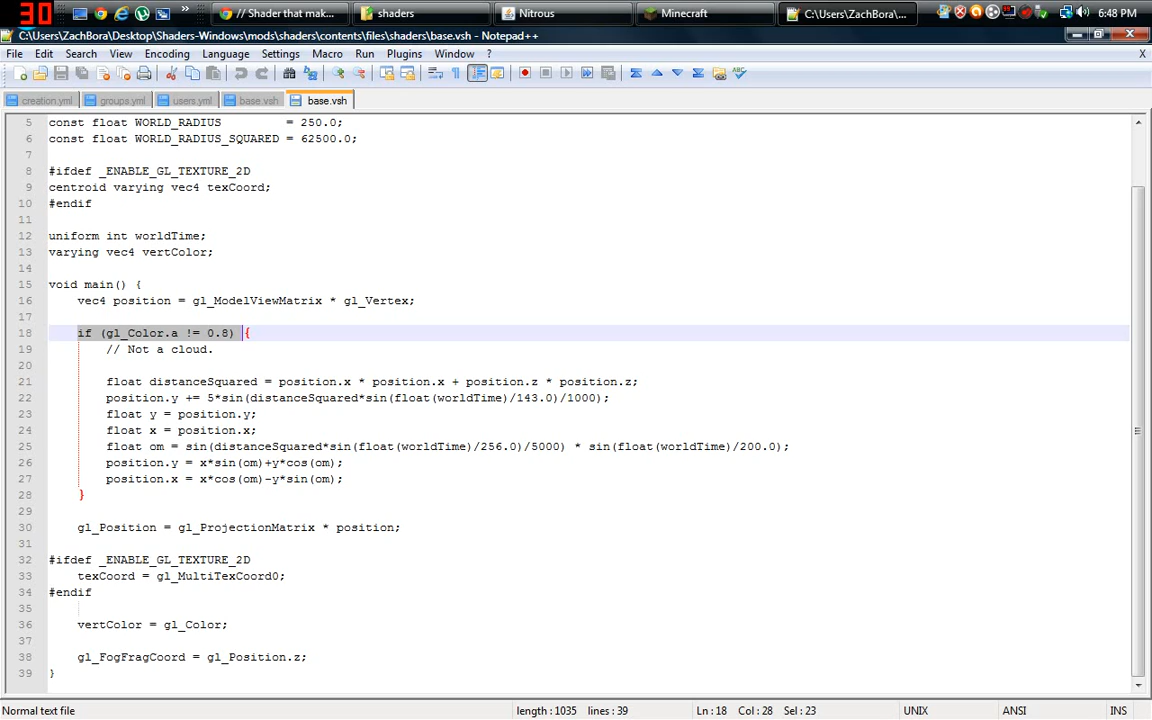 30
»
// Shader that mak...
shaders
Nitrous
Minecraft
C:\Users\ZachBora\...
6:48 PM
C:\Users\ZachBora\Desktop\Shaders-Windows\mods\shaders\contents\files\shaders\base.vsh - Notepad++
File Edit Search View Encoding Language Settings Macro Run Plugins Window ? X
creation.yml groups.yml users.yml base.vsh base.vsh
5 const float WORLD_RADIUS = 250.0;
6 const float WORLD_RADIUS_SQUARED = 62500.0;
7
8 #ifdef _ENABLE_GL_TEXTURE_2D
9 centroid varying vec4 texCoord;
10 #endif
11
12 uniform int worldTime;
13 varying vec4 vertColor;
14
15 void main() {
16 vec4 position = gl_ModelViewMatrix * gl_Vertex;
17
18 if (gl_Color.a != 0.8) {
19 // Not a cloud.
20
21 float distanceSquared = position.x * position.x + position.z * position.z;
22 position.y += 5*sin(distanceSquared*sin(float(worldTime)/143.0)/1000);
23 float y = position.y;
24 float x = position.y;
25 float om = sin(distanceSquared*sin(float(worldTime)/256.0)/5000) * sin(float(worldTime)/200.0);
26 position.y = x*sin(om)+y*cos(om);
27 position.x = x*cos(om)-y*sin(om);
28 }
29
30 gl_Position = gl_ProjectionMatrix * position;
31
32 #ifdef _ENABLE_GL_TEXTURE_2D
33 texCoord = gl_MultiTexCoord0;
34 #endif
35
36 vertColor = gl_Color;
37
38 gl_FogFragCoord = gl_Position.z;
39 }
Normal text file length : 1035 lines : 39 Ln : 18 Col : 28 Sel : 23 UNIX ANSI INS